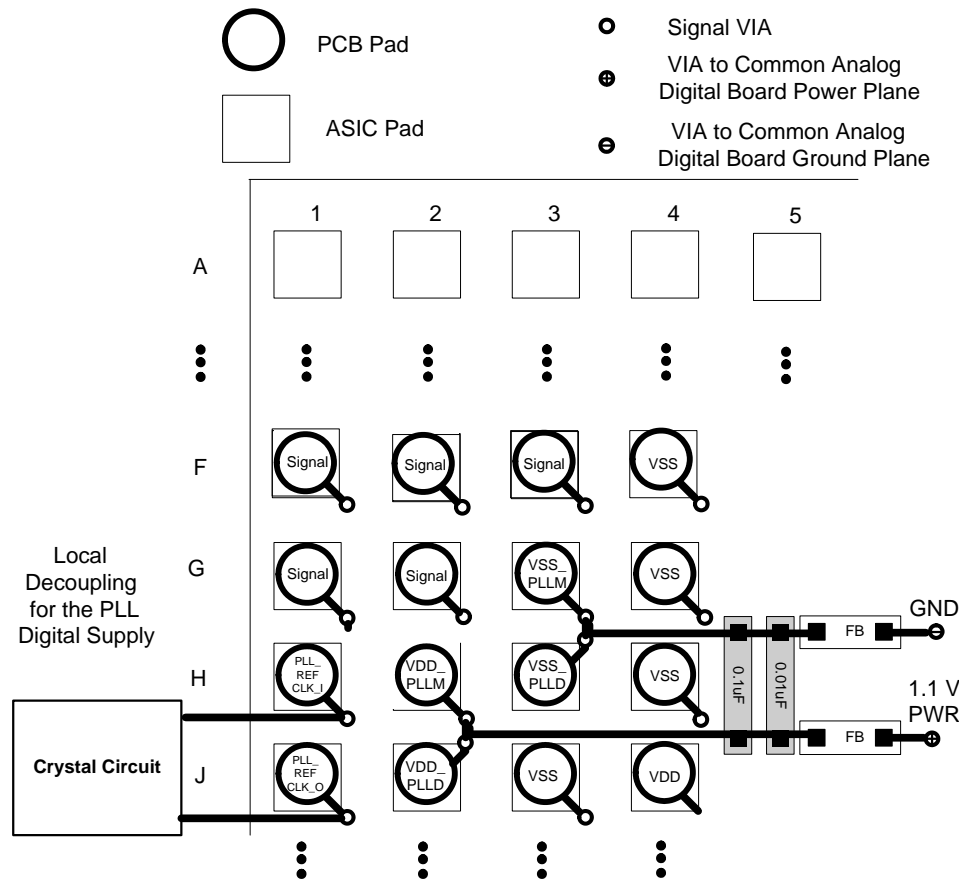 PCB Pad
ASIC Pad
Signal VIA
VIA to Common Analog
Digital Board Power Plane
VIA to Common Analog
Digital Board Ground Plane
1
2
3
4
5
A
F
Signal
Signal
Signal
VSS
Local
Decoupling
for the PLL
Digital Supply
G
Signal
Signal
VSS_
PLLM
VSS
GND
FB
0.1uF
0.01uF
H
PLL_
REF
CLK_I
VDD_
PLLM
VSS_
PLLD
VSS
1.1 V
PWR
FB
Crystal Circuit
J
PLL_
REF
CLK_O
VDD_
PLLD
VSS
VDD